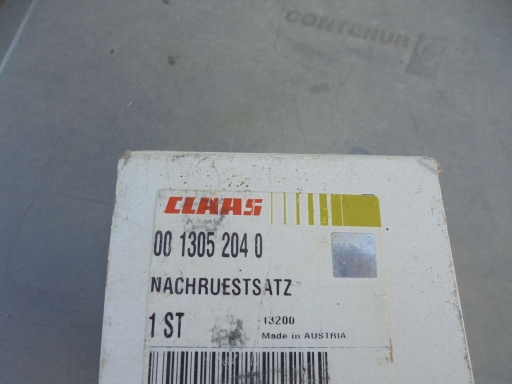 CONTENUR
CLAAS
00 1305 204 0
NACHRUESTSATZ
1 ST
13200
Made in AUSTRIA